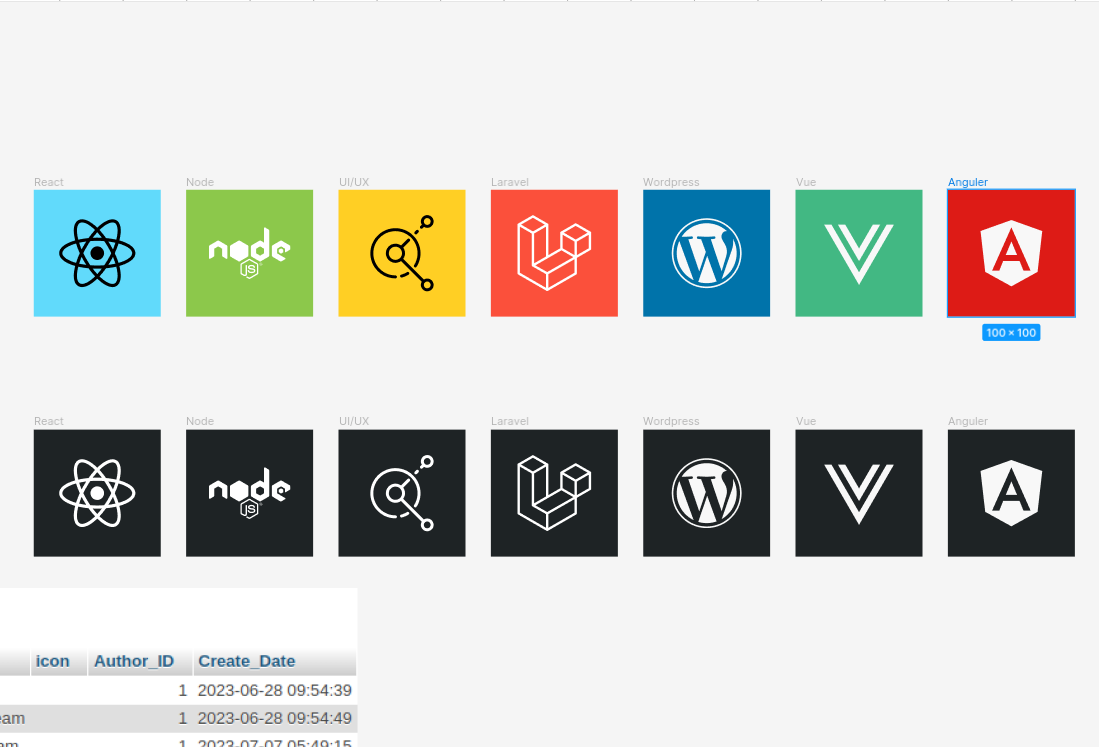 React Node UI/UX Laravel Wordpress Vue Anguler
node JS W A
100 × 100
React Node UI/UX Laravel Wordpress Vue Anguler
node JS W A
icon Author_ID Create_Date
1 2023-06-28 09:54:39
eam 1 2023-06-28 09:54:49
am 1 2023-07-07 05:49:15